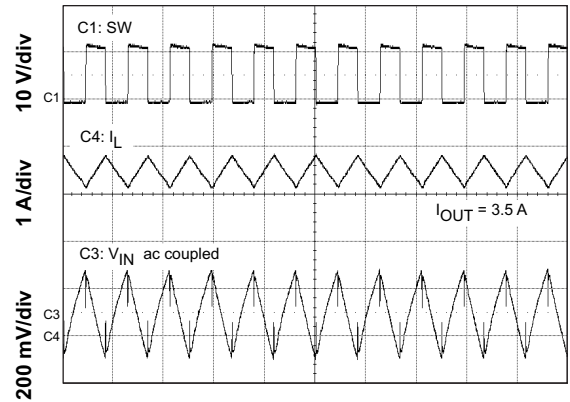 C1: SW
10 V/div
C1
C4: IL
1 A/div
IOUT = 3.5 A
C3: VIN ac coupled
200 mV/div
C3
C4